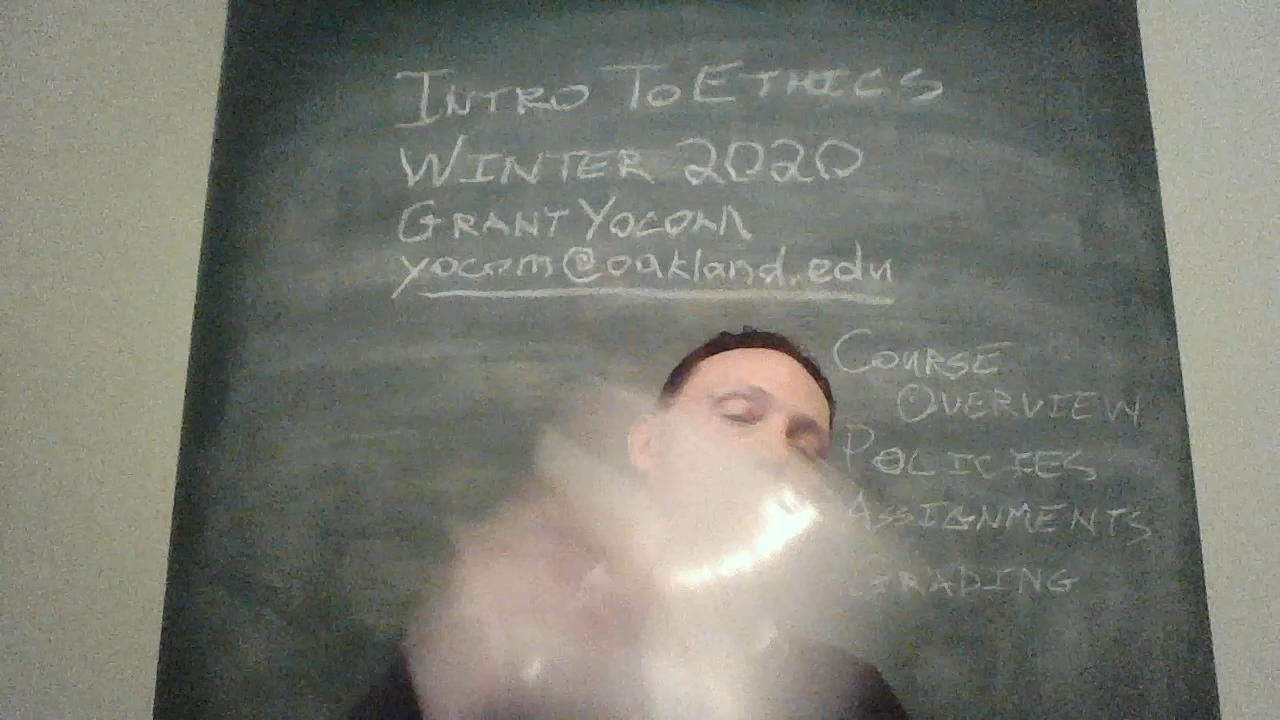 INTRO TO ETHICS
WINTER 2020
GRANT YOCOM
yocom@oakland.edu
COURSE
OVERVIEW
POLICIES
ASSIGNMENTS
GRADING